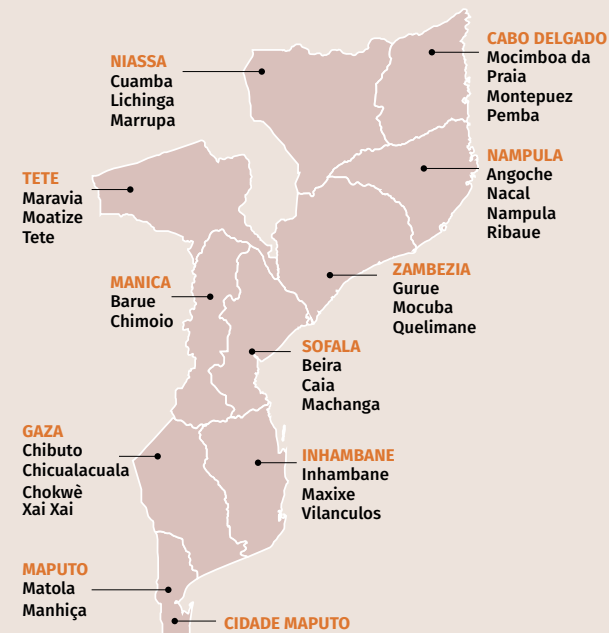 CABO DELGADO
Mocimboa da
Praia
Montepuez
Pemba
NIASSA
Cuamba
Lichinga
Marrupa
NAMPULA
Angoche
Nacal
Nampula
Ribaue
TETE
Maravia
Moatize
Tete
ZAMBEZIA
Gurue
Mocuba
Quelimane
MANICA
Barue
Chimoio
SOFALA
Beira
Caia
Machanga
GAZA
Chibuto
Chicualacuala
Chokwè
Xai Xai
INHAMBANE
Inhambane
Maxixe
Vilanculos
MAPUTO
Matola
Manhiça
CIDADE MAPUTO